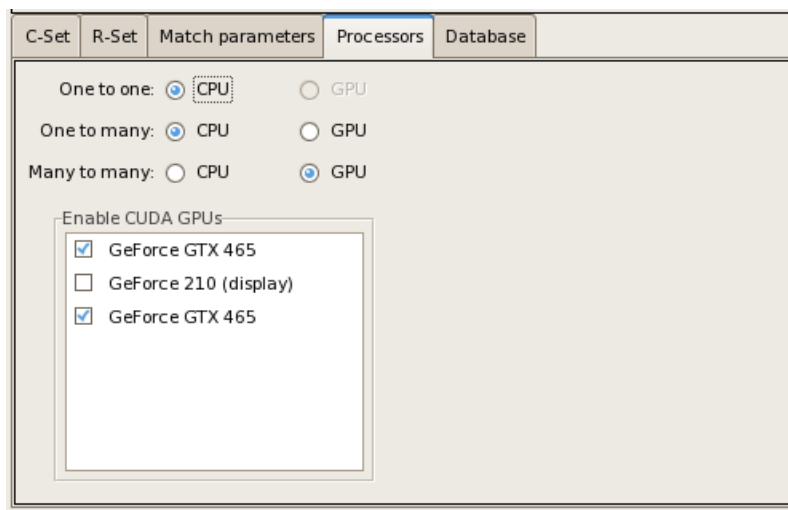 C-Set R-Set Match parameters Processors Database
One to one: CPU GPU
One to many: CPU GPU
Many to many: CPU GPU
Enable CUDA GPUs
GeForce GTX 465
GeForce 210 (display)
GeForce GTX 465